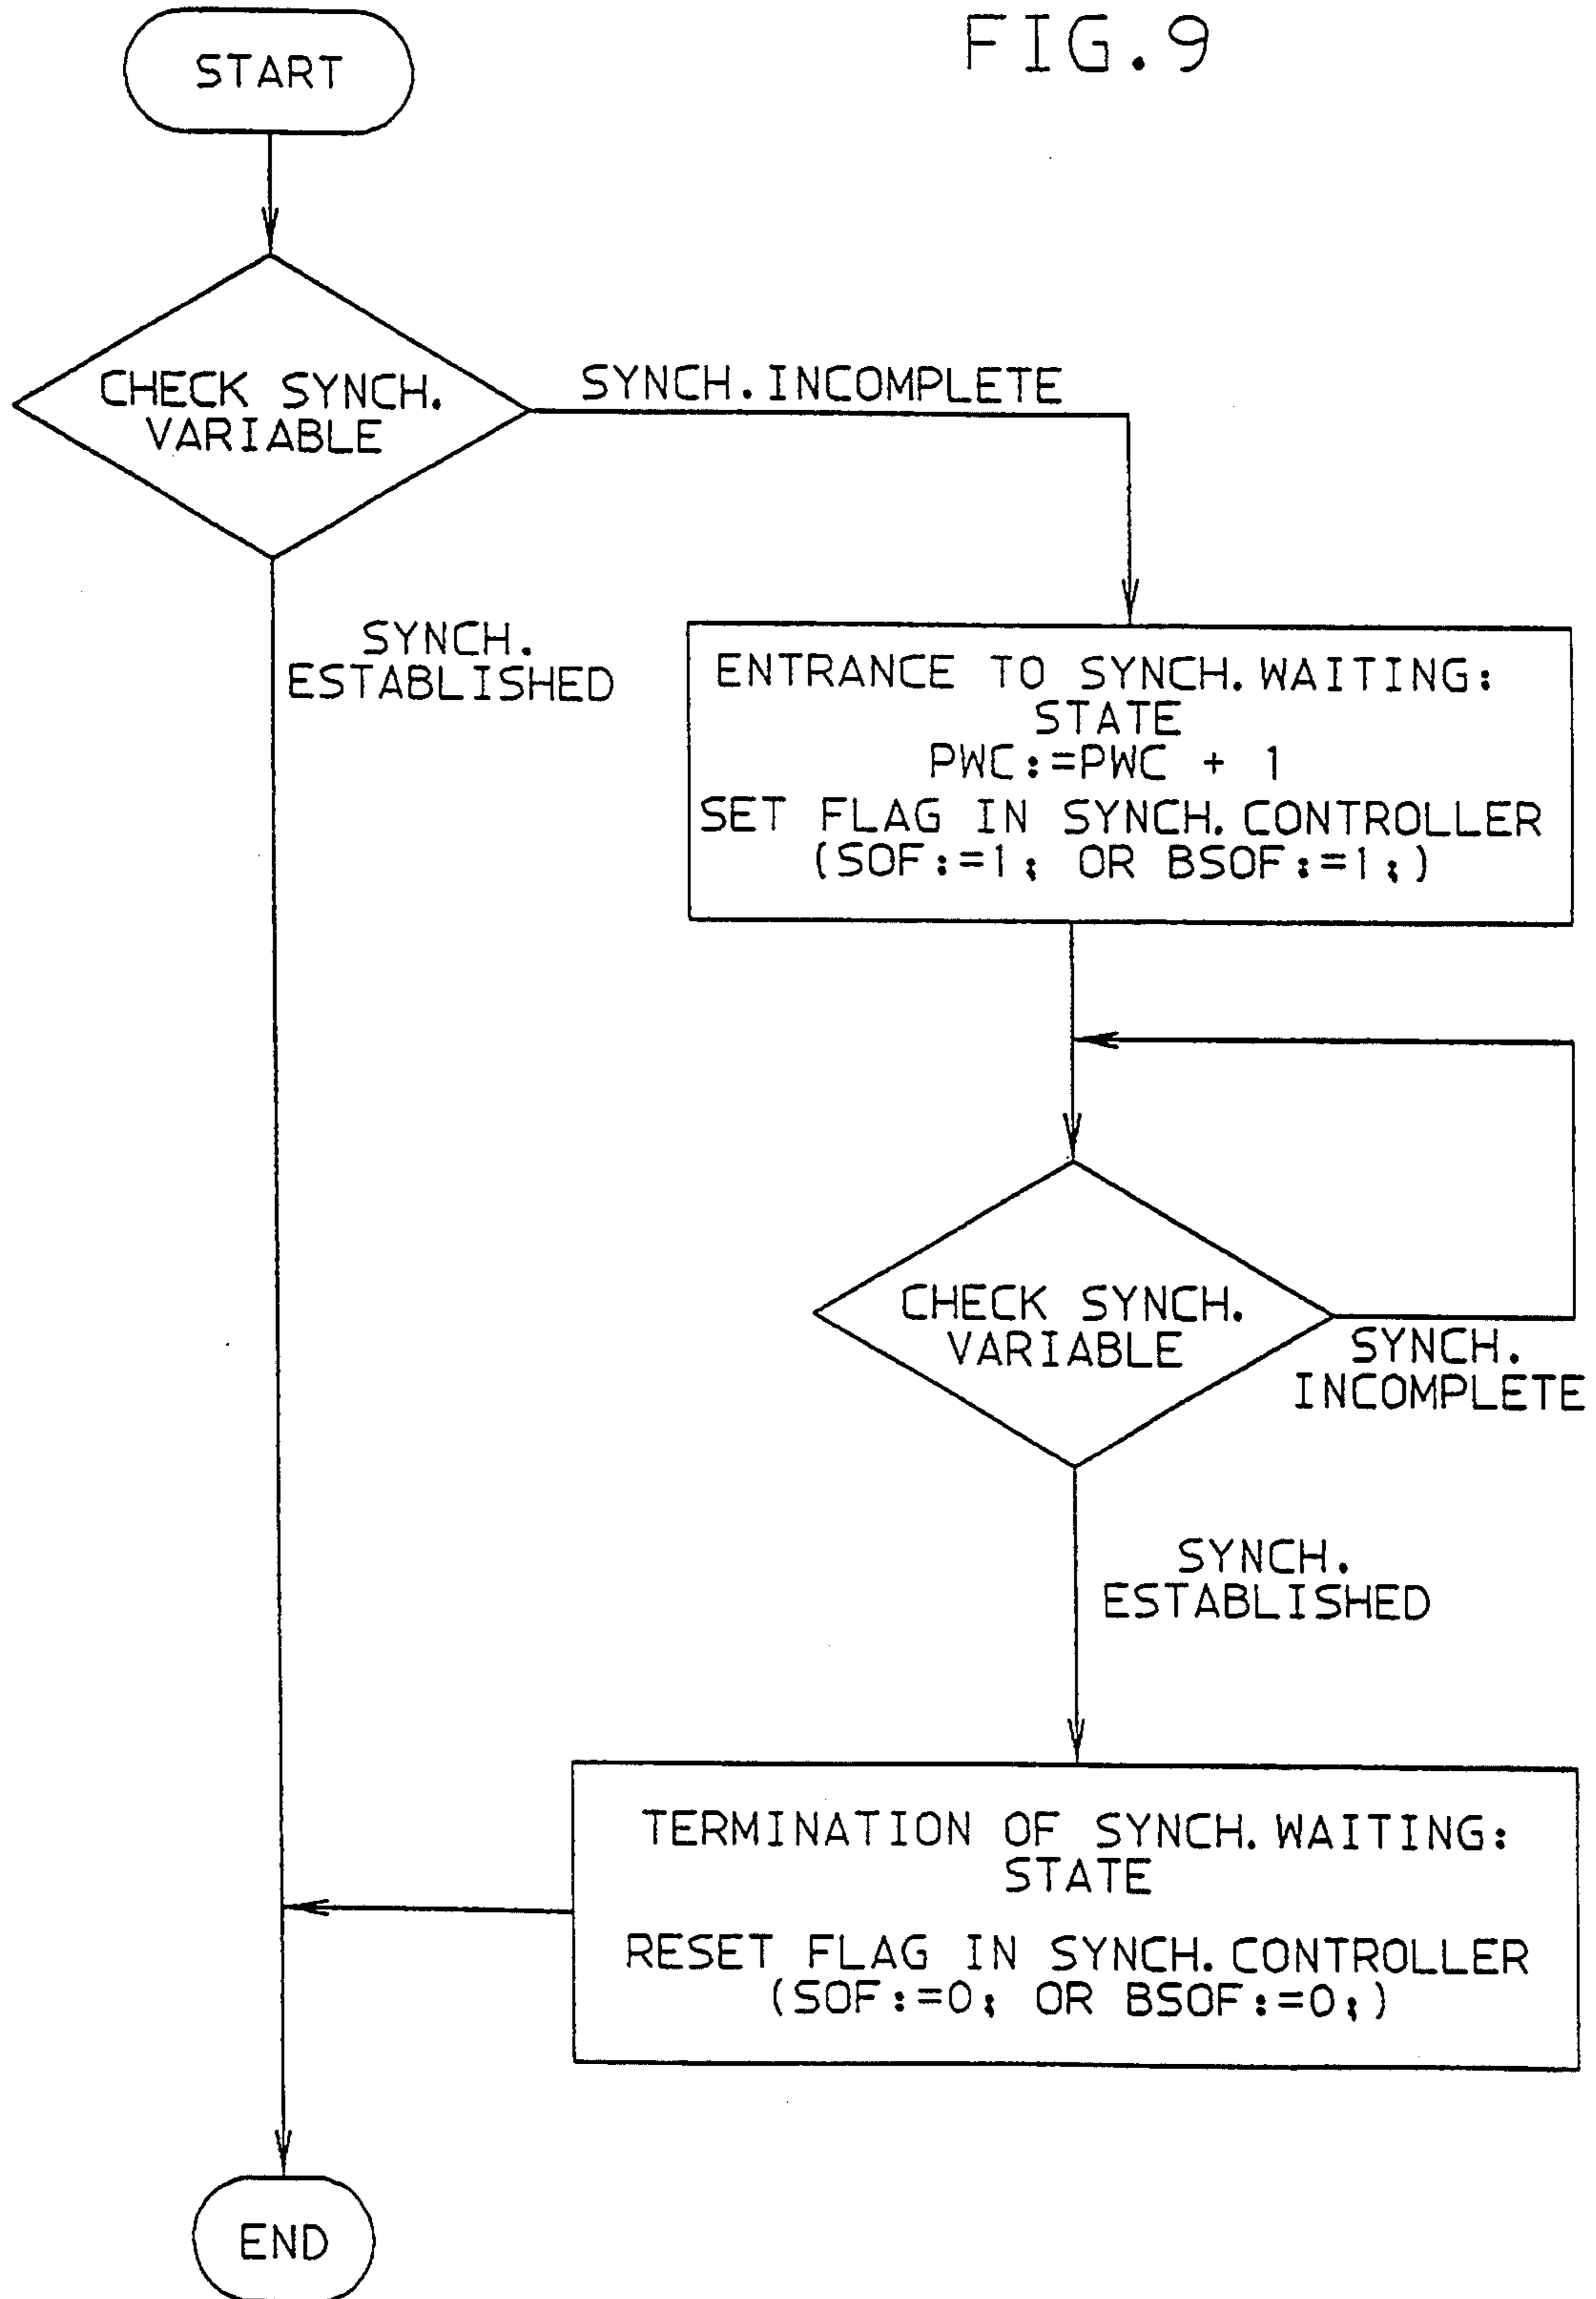 FIG.9
START
CHECK SYNCH.
VARIABLE
SYNCH.INCOMPLETE
SYNCH.
ESTABLISHED
ENTRANCE TO SYNCH.WAITING:
STATE
PWC:=PWC + 1
SET FLAG IN SYNCH.CONTROLLER
(SOF:=1; OR BSOF:=1;)
CHECK SYNCH.
VARIABLE
SYNCH.
INCOMPLETE
SYNCH.
ESTABLISHED
TERMINATION OF SYNCH.WAITING:
STATE
RESET FLAG IN SYNCH.CONTROLLER
(SOF:=0; OR BSOF:=0;)
END